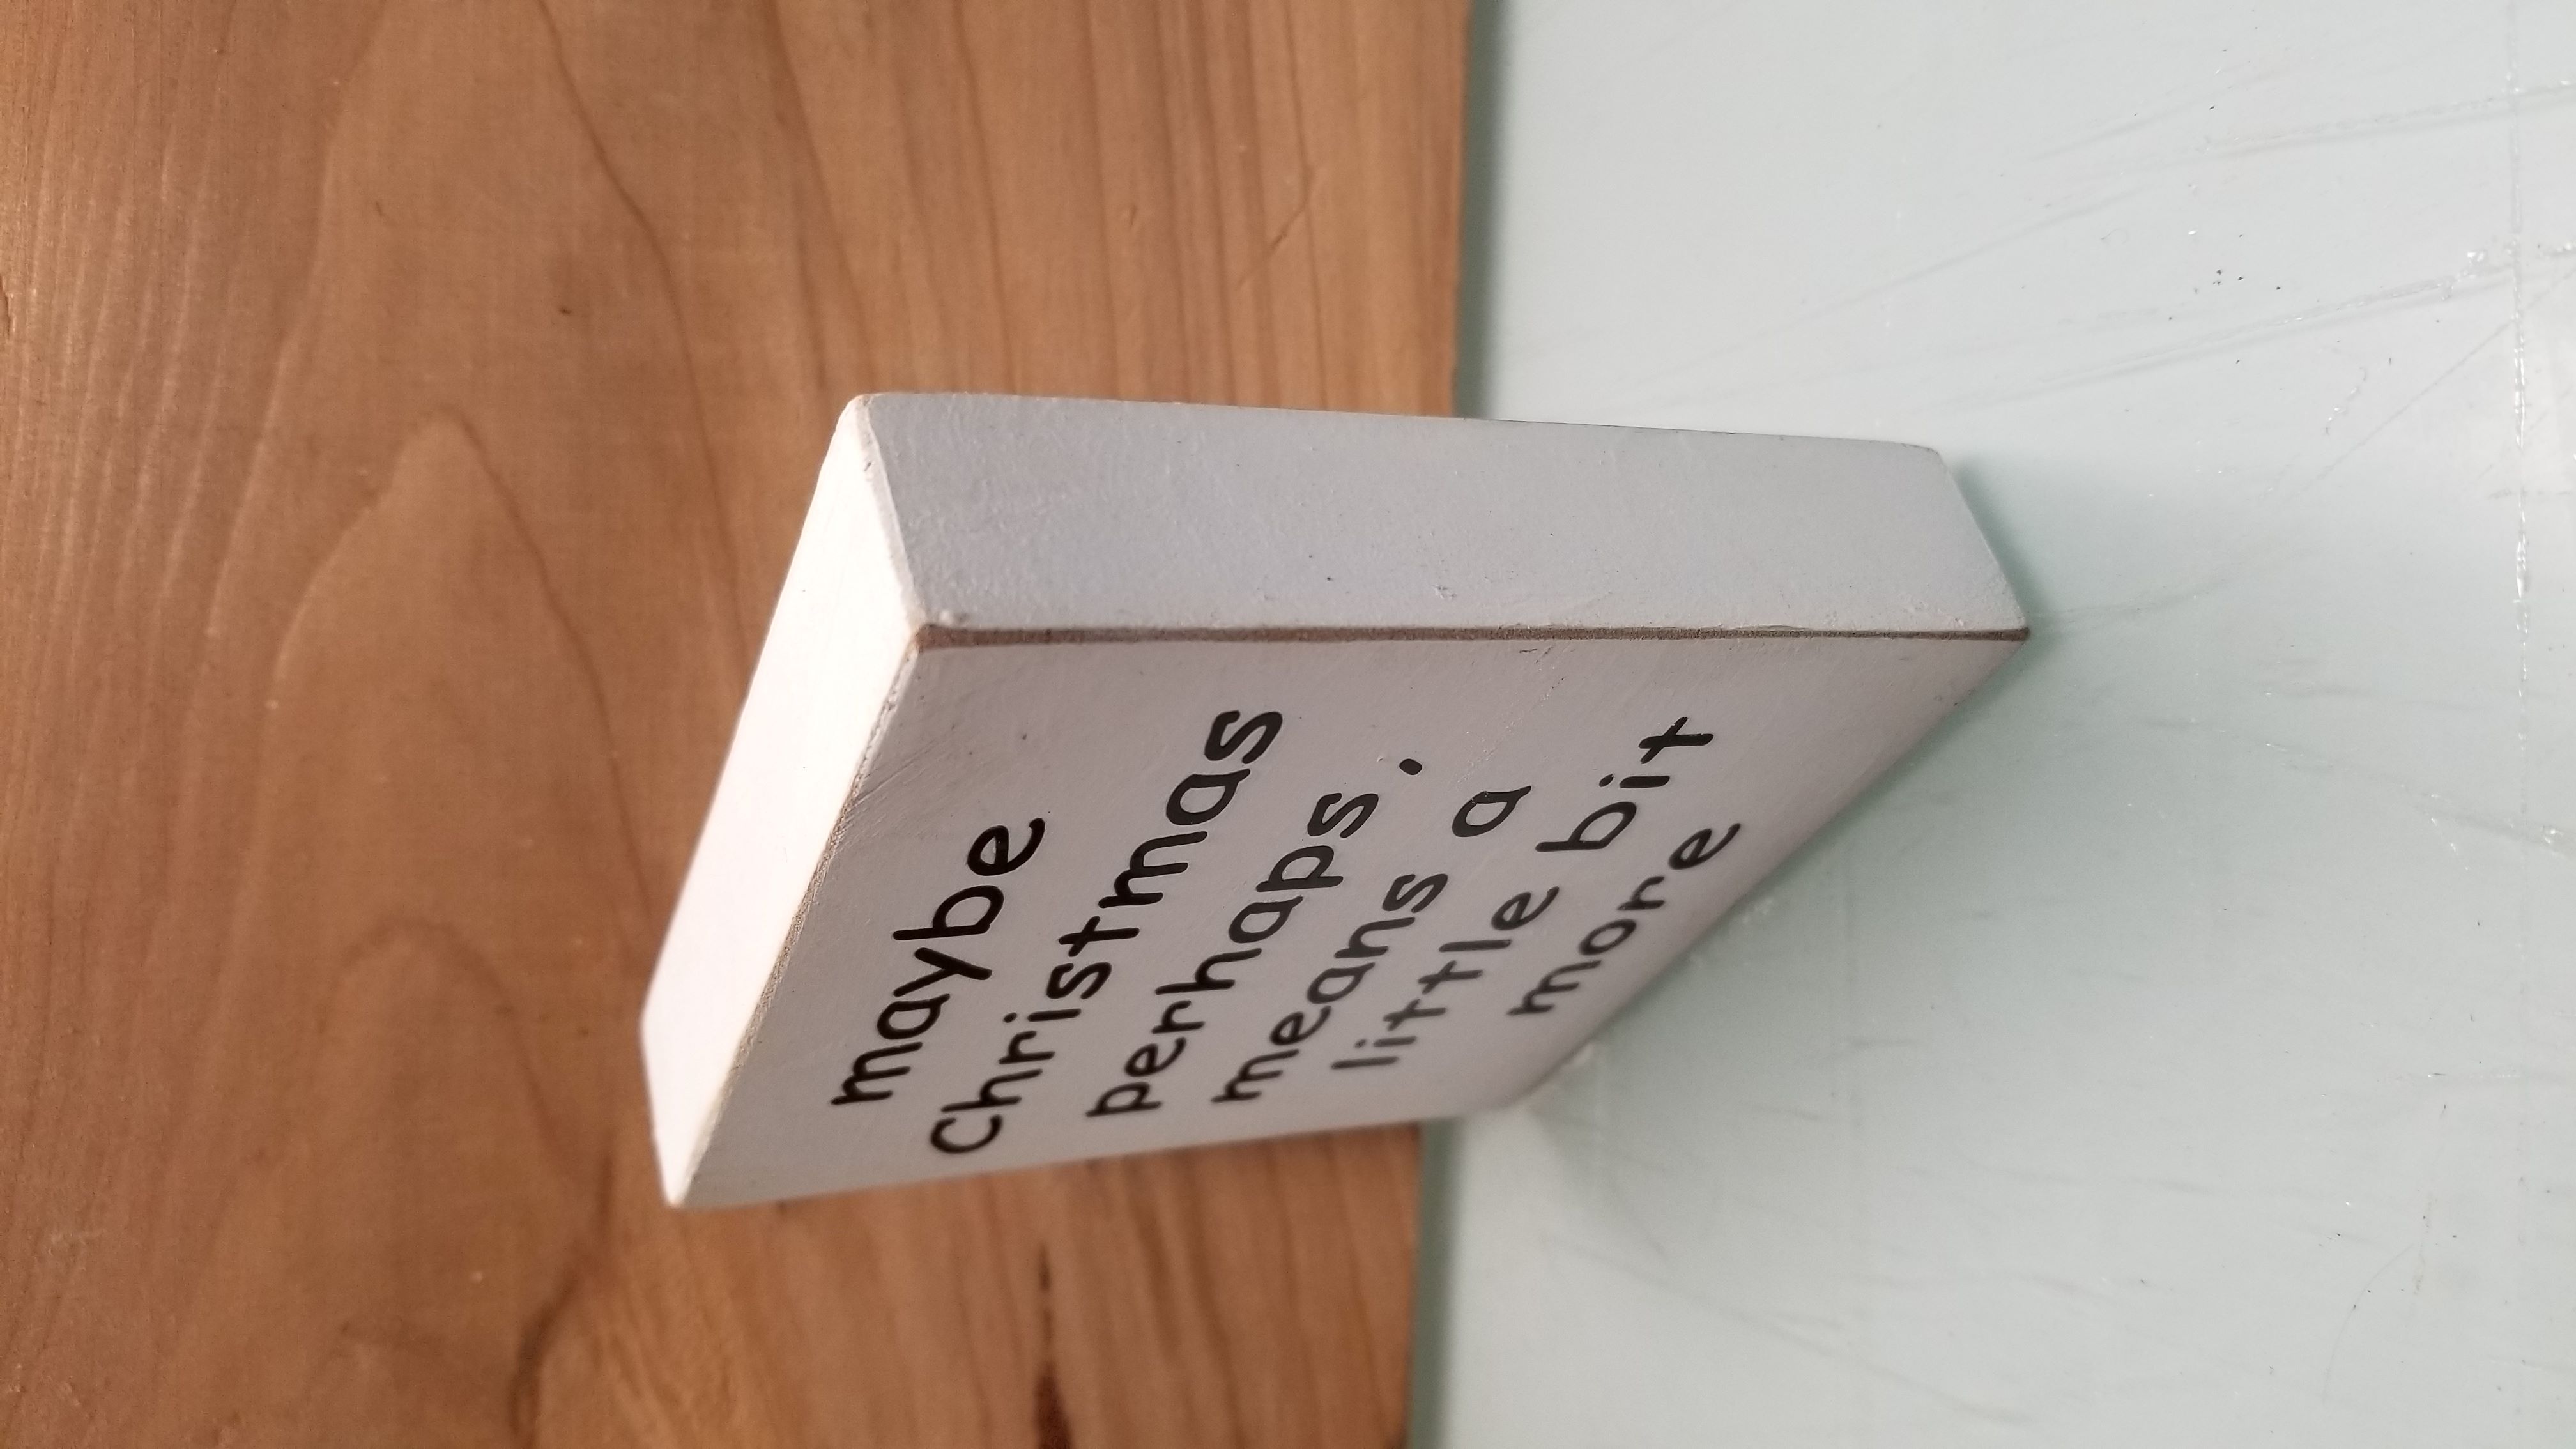 maybe
Christmas
perhaps,
means a
little bit
more